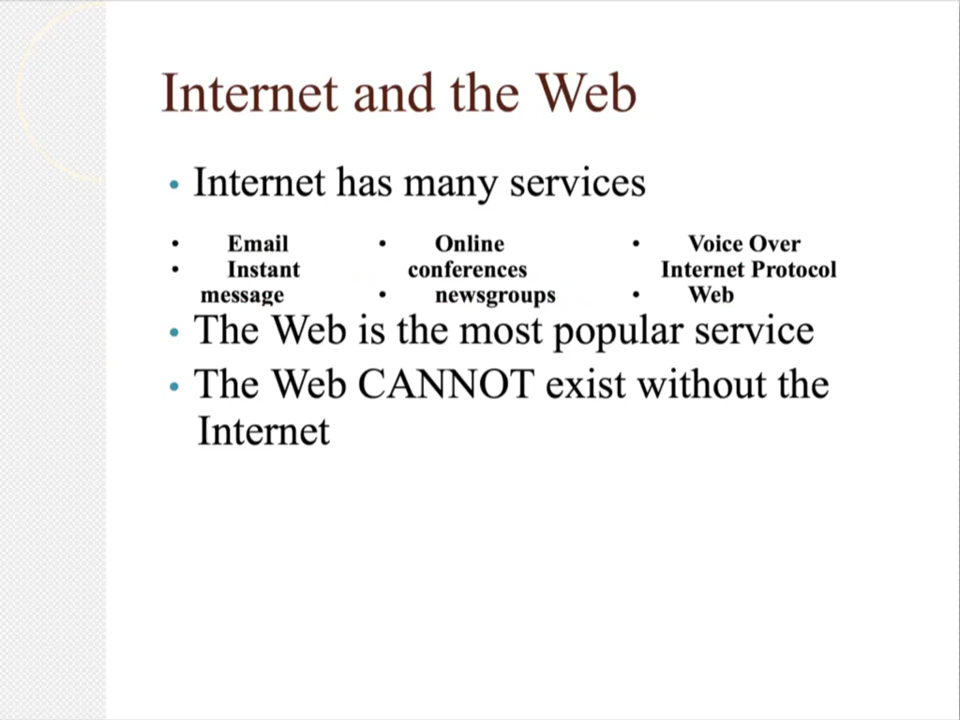 Internet and the Web
• Internet has many services
• Email
• Instant
message
• Online
conferences
• newsgroups
• Voice Over
Internet Protocol
• Web
• The Web is the most popular service
• The Web CANNOT exist without the
Internet